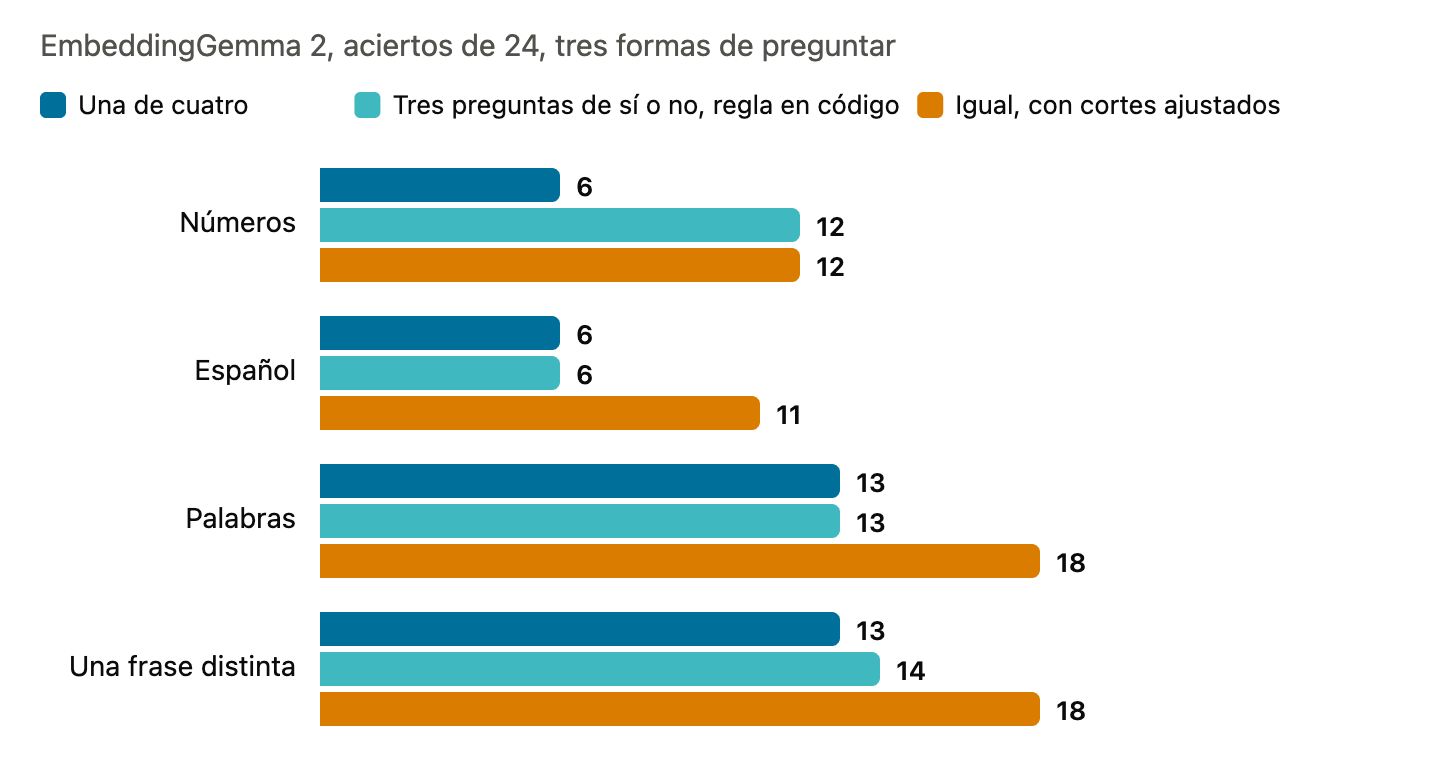 EmbeddingGemma 2, aciertos de 24, tres formas de preguntar
Una de cuatro
Tres preguntas de sí o no, regla en código
Igual, con cortes ajustados
Números
6
12
12
Español
6
6
11
Palabras
13
13
18
Una frase distinta
13
14
18